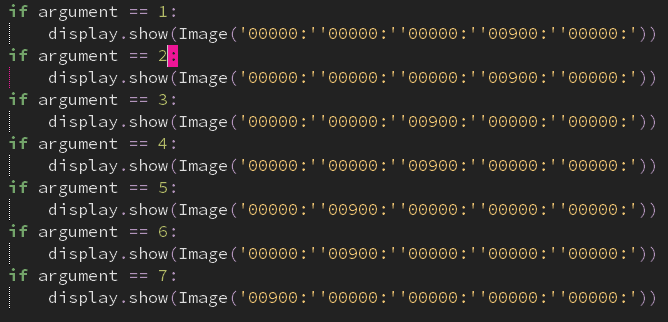 if argument == 1:
    display.show(Image('00000:''00000:''00000:''00900:''00000:'))
if argument == 2:
    display.show(Image('00000:''00000:''00000:''00900:''00000:'))
if argument == 3:
    display.show(Image('00000:''00000:''00900:''00000:''00000:'))
if argument == 4:
    display.show(Image('00000:''00000:''00900:''00000:''00000:'))
if argument == 5:
    display.show(Image('00000:''00900:''00000:''00000:''00000:'))
if argument == 6:
    display.show(Image('00000:''00900:''00000:''00000:''00000:'))
if argument == 7:
    display.show(Image('00900:''00000:''00000:''00000:''00000:'))